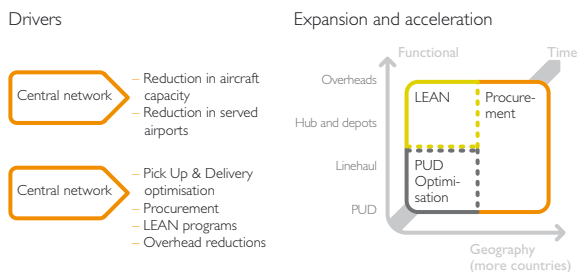 Drivers
Central network
– Reduction in aircraft
capacity
– Reduction in served
airports
Central network
– Pick Up & Delivery
optimisation
– Procurement
– LEAN programs
– Overhead reductions
Expansion and acceleration
Functional
Time
Overheads
Hub and depots
Linehaul
PUD
LEAN
Procure-
ment
PUD
Optimi-
sation
Geography
(more countries)